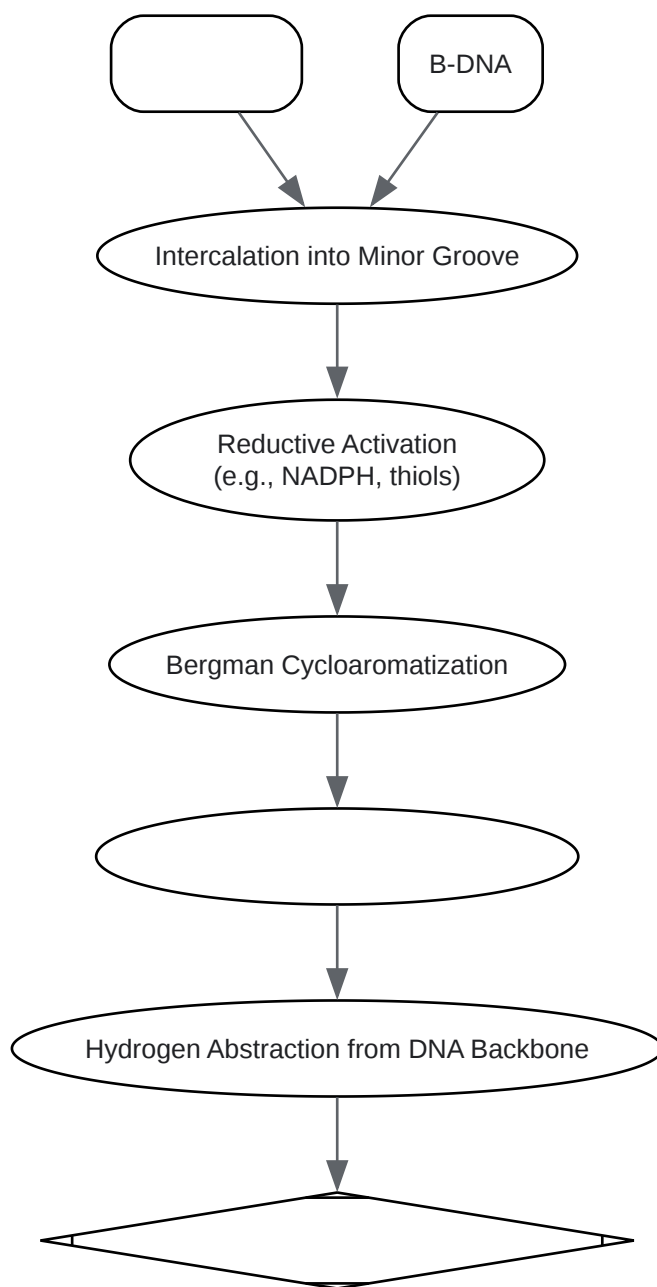 B-DNA
Intercalation into Minor Groove
Reductive Activation
(e.g., NADPH, thiols)
Bergman Cycloaromatization
Hydrogen Abstraction from DNA Backbone